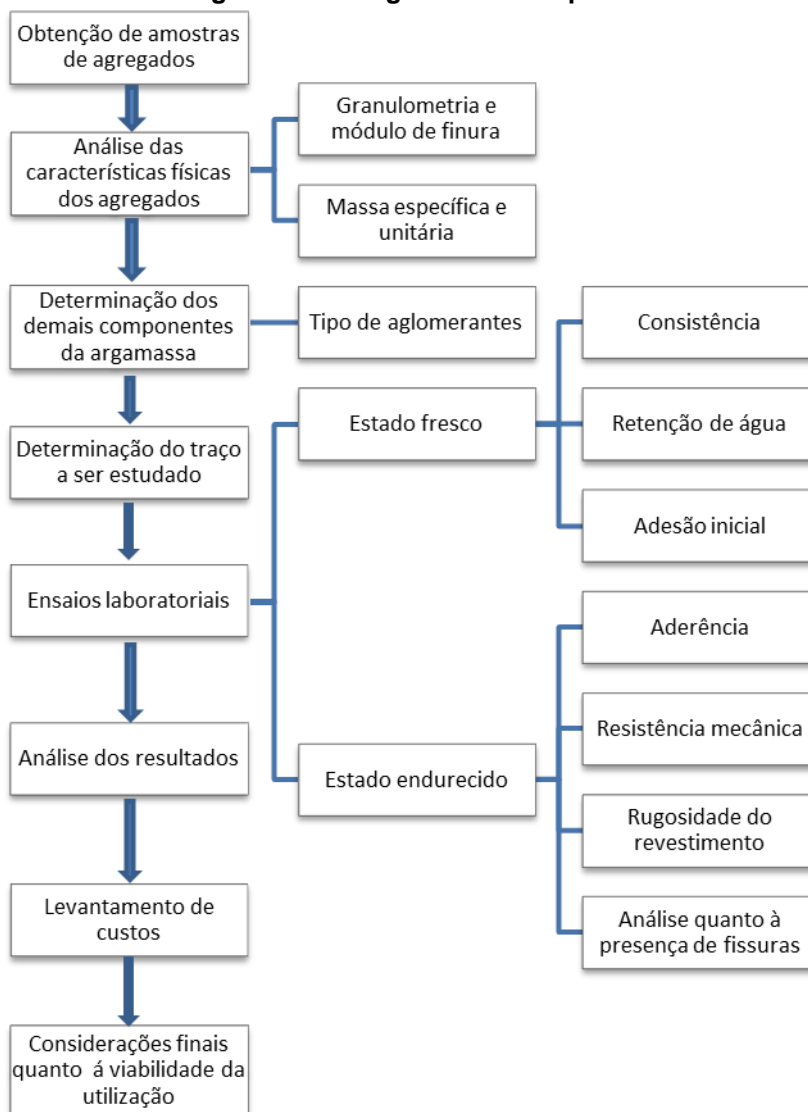 Obtenção de amostras
de agregados
Análise das
características físicas
dos agregados
Granulometria e
módulo de finura
Massa específica e
unitária
Determinação dos
demais componentes
da argamassa
Tipo de aglomerantes
Determinação do traço
a ser estudado
Ensaios laboratoriais
Estado fresco
Consistência
Retenção de água
Adesão inicial
Estado endurecido
Aderência
Resistência mecânica
Rugosidade do
revestimento
Análise quanto à
presença de fissuras
Análise dos resultados
Levantamento de
custos
Considerações finais
quanto á viabilidade da
utilização